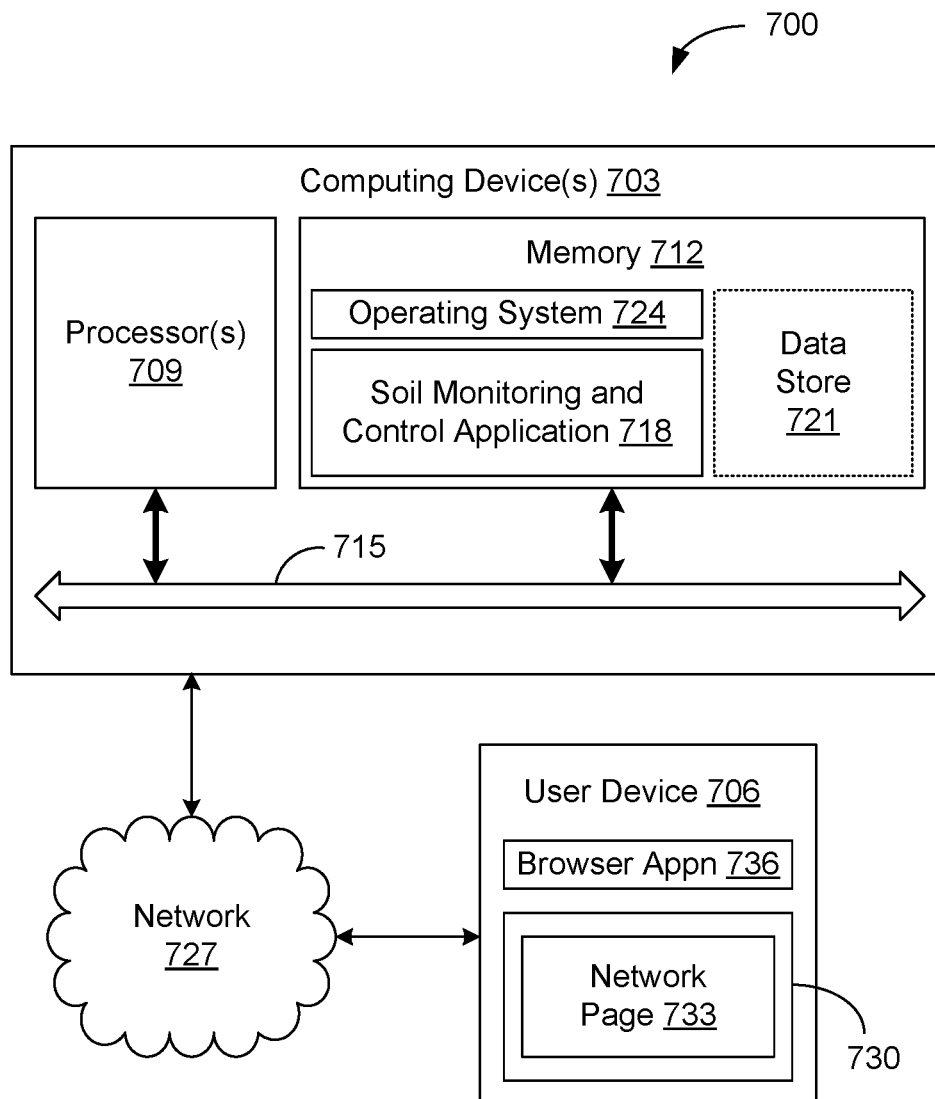 700
Computing Device(s) 703
Processor(s)
709
Memory 712
Operating System 724
Soil Monitoring and
Control Application 718
Data
Store
721
715
User Device 706
Browser Appn 736
Network
727
Network
Page 733
730